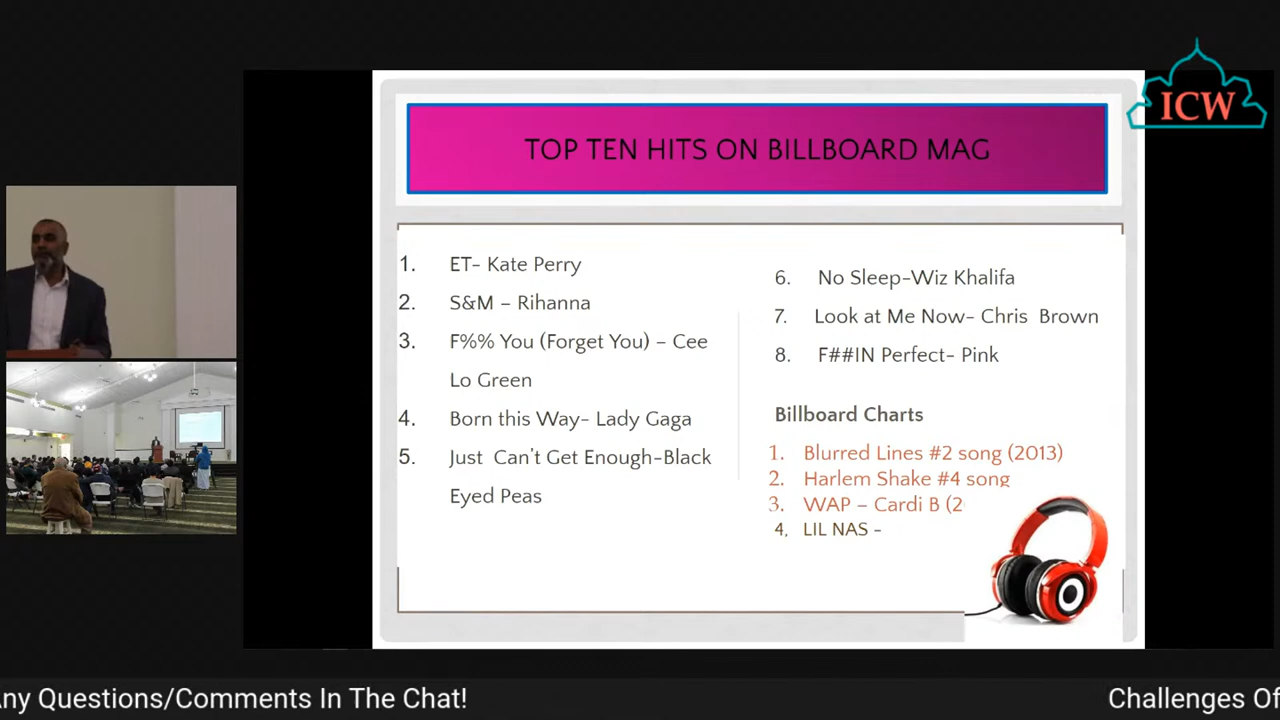 ICW
TOP TEN HITS ON BILLBOARD MAG
1. ET- Kate Perry
2. S&M – Rihanna
3. F%% You (Forget You) – Cee
Lo Green
4. Born this Way- Lady Gaga
5. Just Can't Get Enough-Black
Eyed Peas
6. No Sleep-Wiz Khalifa
7. Look at Me Now- Chris Brown
8. F##IN Perfect- Pink
Billboard Charts
1. Blurred Lines #2 song (2013)
2. Harlem Shake #4 song
3. WAP – Cardi B (2
4, LIL NAS -
ny Questions/Comments In The Chat!
Challenges Of